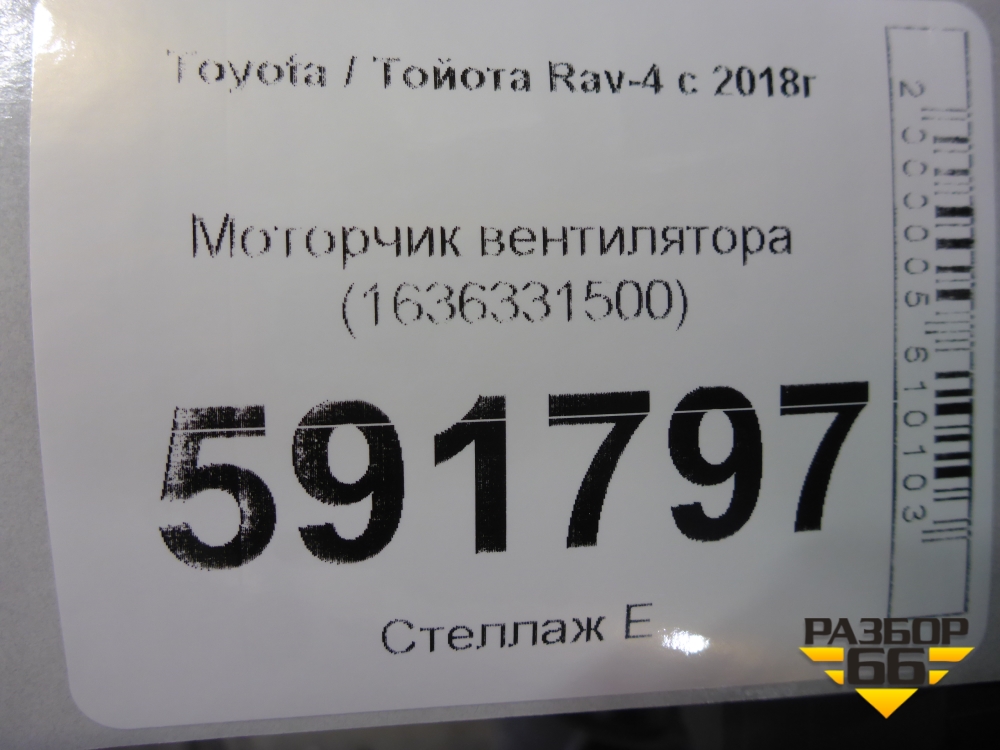 Toyota / Тойота Rav-4 с 2018г
Моторчик вентилятора
(1636331500)
591797
Стеллаж Е
2000005610103
РАЗБОР
66